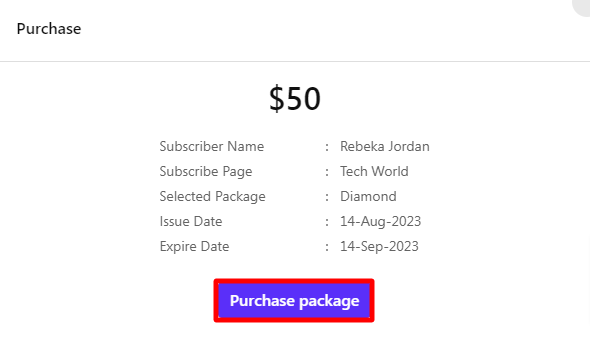 Purchase
$50
Subscriber Name : Rebeka Jordan
Subscribe Page : Tech World
Selected Package : Diamond
Issue Date : 14-Aug-2023
Expire Date : 14-Sep-2023
Purchase package